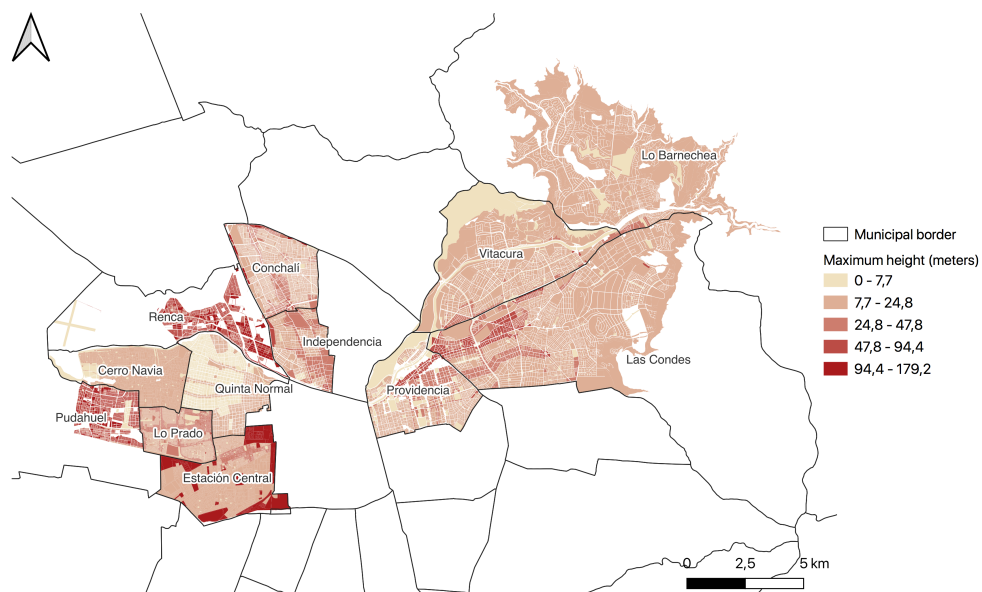 Lo Barnechea
Vitacura
Conchalí
Renca
Independencia
Cerro Navia
Quinta Normal
Providencia
Las Condes
Pudahuel
Lo Prado
Estación Central
Municipal border
Maximum height (meters)
0 - 7,7
7,7 - 24,8
24,8 - 47,8
47,8 - 94,4
94,4 - 179,2
0 2,5 5 km